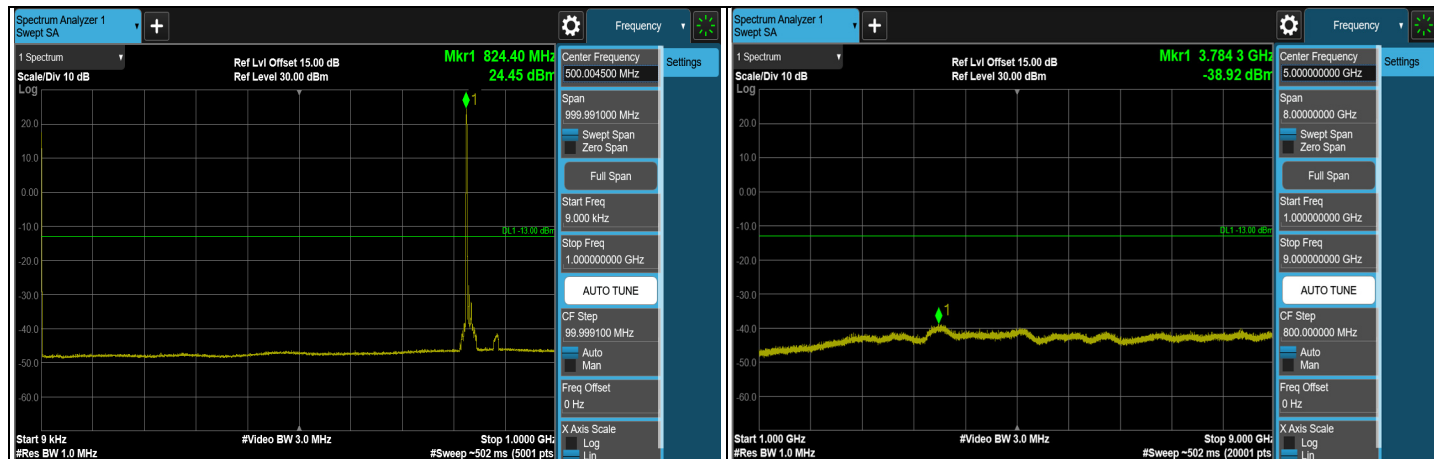 Spectrum Analyzer 1
Swept SA
Frequency
1 Spectrum
Scale/Div 10 dB
Log
Ref Lvl Offset 15.00 dB
Ref Level 30.00 dBm
Mkr1 824.40 MHz
24.45 dBm
1
20.0
10.0
0.00
-10.0
DL1 -13.00 dBm
-20.0
-30.0
-40.0
-50.0
-60.0
Start 9 kHz
#Res BW 1.0 MHz
#Video BW 3.0 MHz
Stop 1.0000 GHz
#Sweep ~502 ms (5001 pts
Center Frequency
500.004500 MHz
Span
999.991000 MHz
Swept Span
Zero Span
Full Span
Start Freq
9.000 kHz
Stop Freq
1.000000000 GHz
AUTO TUNE
CF Step
99.999100 MHz
Auto
Man
Freq Offset
0 Hz
X Axis Scale
Log
Lin
Settings
Spectrum Analyzer 1
Swept SA
Frequency
1 Spectrum
Scale/Div 10 dB
Log
Ref Lvl Offset 15.00 dB
Ref Level 30.00 dBm
Mkr1 3.784 3 GHz
-38.92 dBm
1
20.0
10.0
0.00
-10.0
DL1 -13.00 dBm
-20.0
-30.0
-40.0
-50.0
-60.0
Start 1.000 GHz
#Res BW 1.0 MHz
#Video BW 3.0 MHz
Stop 9.000 GHz
#Sweep ~502 ms (20001 pts
Center Frequency
5.000000000 GHz
Span
8.00000000 GHz
Swept Span
Zero Span
Full Span
Start Freq
1.000000000 GHz
Stop Freq
9.000000000 GHz
AUTO TUNE
CF Step
800.000000 MHz
Auto
Man
Freq Offset
0 Hz
X Axis Scale
Log
Lin
Settings